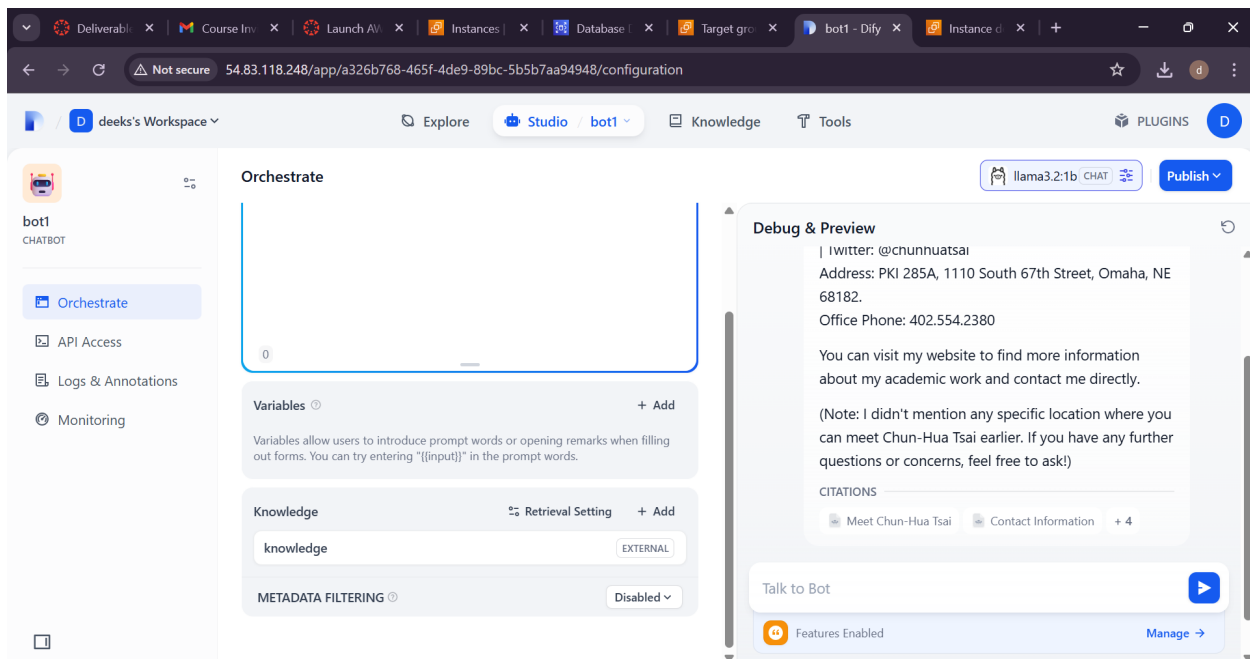 Deliverable
Course Inv
Launch AW
Instances |
Database D
Target gro
bot1 - Dify
Instance d
Not secure
54.83.118.248/app/a326b768-465f-4de9-89bc-5b5b7aa94948/configuration
d
D
deeks's Workspace
Explore
Studio / bot1
Knowledge
Tools
PLUGINS
D
bot1
CHATBOT
Orchestrate
API Access
Logs & Annotations
Monitoring
Orchestrate
llama3.2:1b CHAT
Publish
0
Variables
+ Add
Variables allow users to introduce prompt words or opening remarks when filling
out forms. You can try entering "{{input}}" in the prompt words.
Knowledge
Retrieval Setting
+ Add
knowledge
EXTERNAL
METADATA FILTERING
Disabled
Debug & Preview
| Twitter: @chunhuatsai
Address: PKI 285A, 1110 South 67th Street, Omaha, NE
68182.
Office Phone: 402.554.2380
You can visit my website to find more information
about my academic work and contact me directly.
(Note: I didn't mention any specific location where you
can meet Chun-Hua Tsai earlier. If you have any further
questions or concerns, feel free to ask!)
CITATIONS
Meet Chun-Hua Tsai
Contact Information
+ 4
Talk to Bot
Features Enabled
Manage →